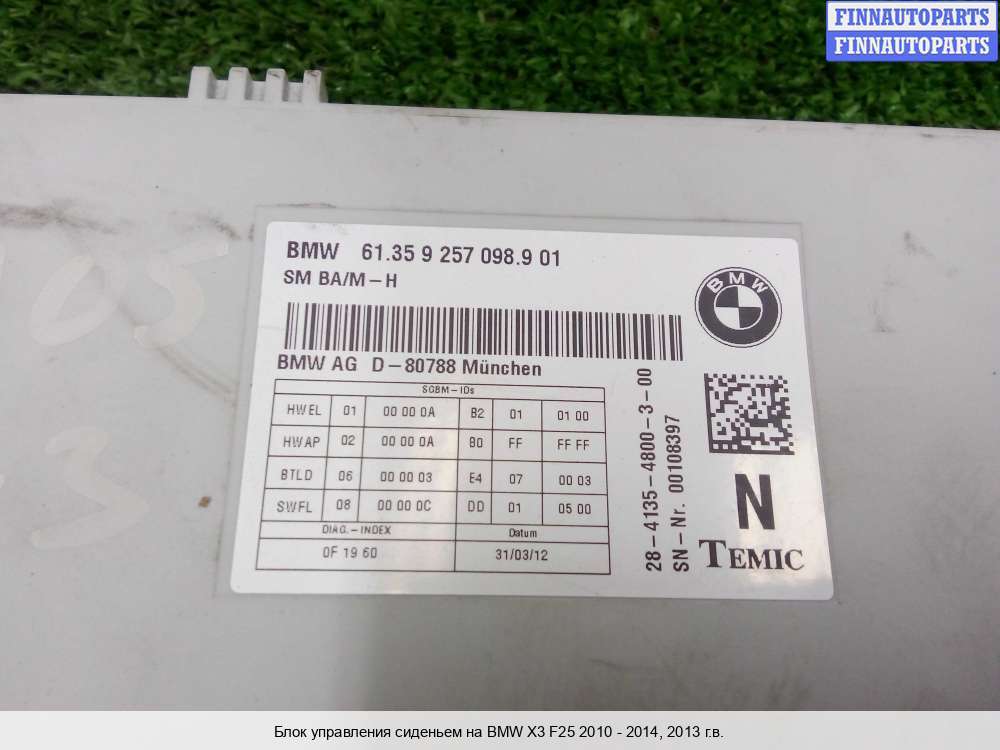 FINNAUTOPARTS
FINNAUTOPARTS
BMW 61.35 9 257 098.9 01
SM BA/M-H
BMW
BMW AG D-80788 München
SGBM-IDs
HWEL 01 00 00 0A B2 01 01 00
HWAP 02 00 00 0A B0 FF FF FF
BTLD 06 00 00 03 E4 07 00 03
SWFL 08 00 00 0C DD 01 05 00
DIAG.-INDEX Datum
0F 19 60 31/03/12
28-4135-4800-3-00
SN-Nr. 00108397
N
TEMIC
05
Блок управления сиденьем на BMW X3 F25 2010 - 2014, 2013 г.в.